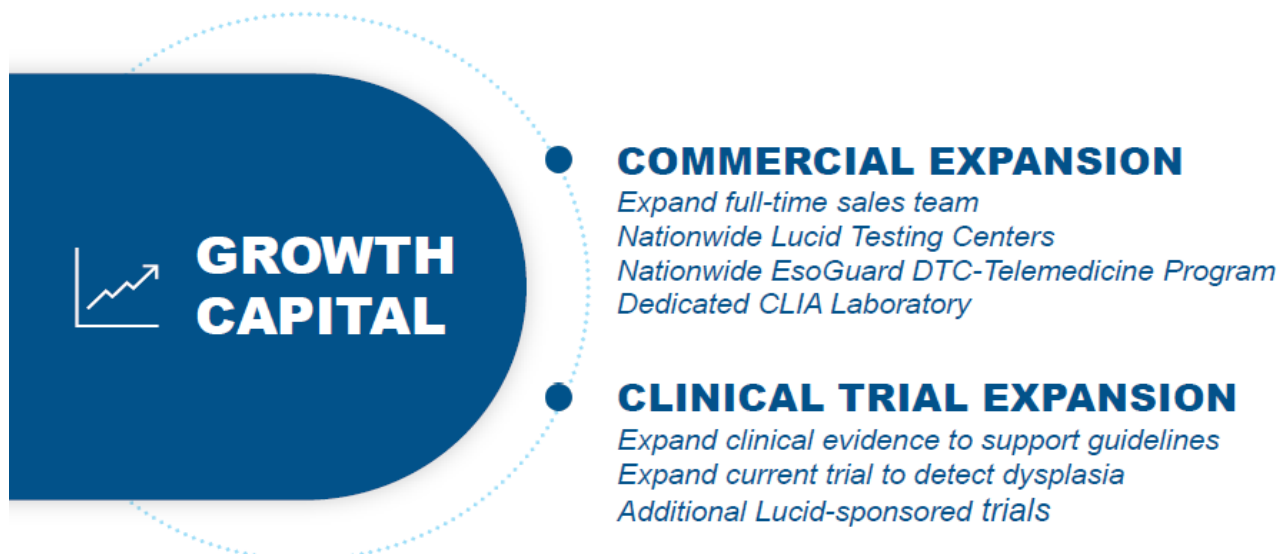 GROWTH
CAPITAL
COMMERCIAL EXPANSION
Expand full-time sales team
Nationwide Lucid Testing Centers
Nationwide EsoGuard DTC-Telemedicine Program
Dedicated CLIA Laboratory
CLINICAL TRIAL EXPANSION
Expand clinical evidence to support guidelines
Expand current trial to detect dysplasia
Additional Lucid-sponsored trials